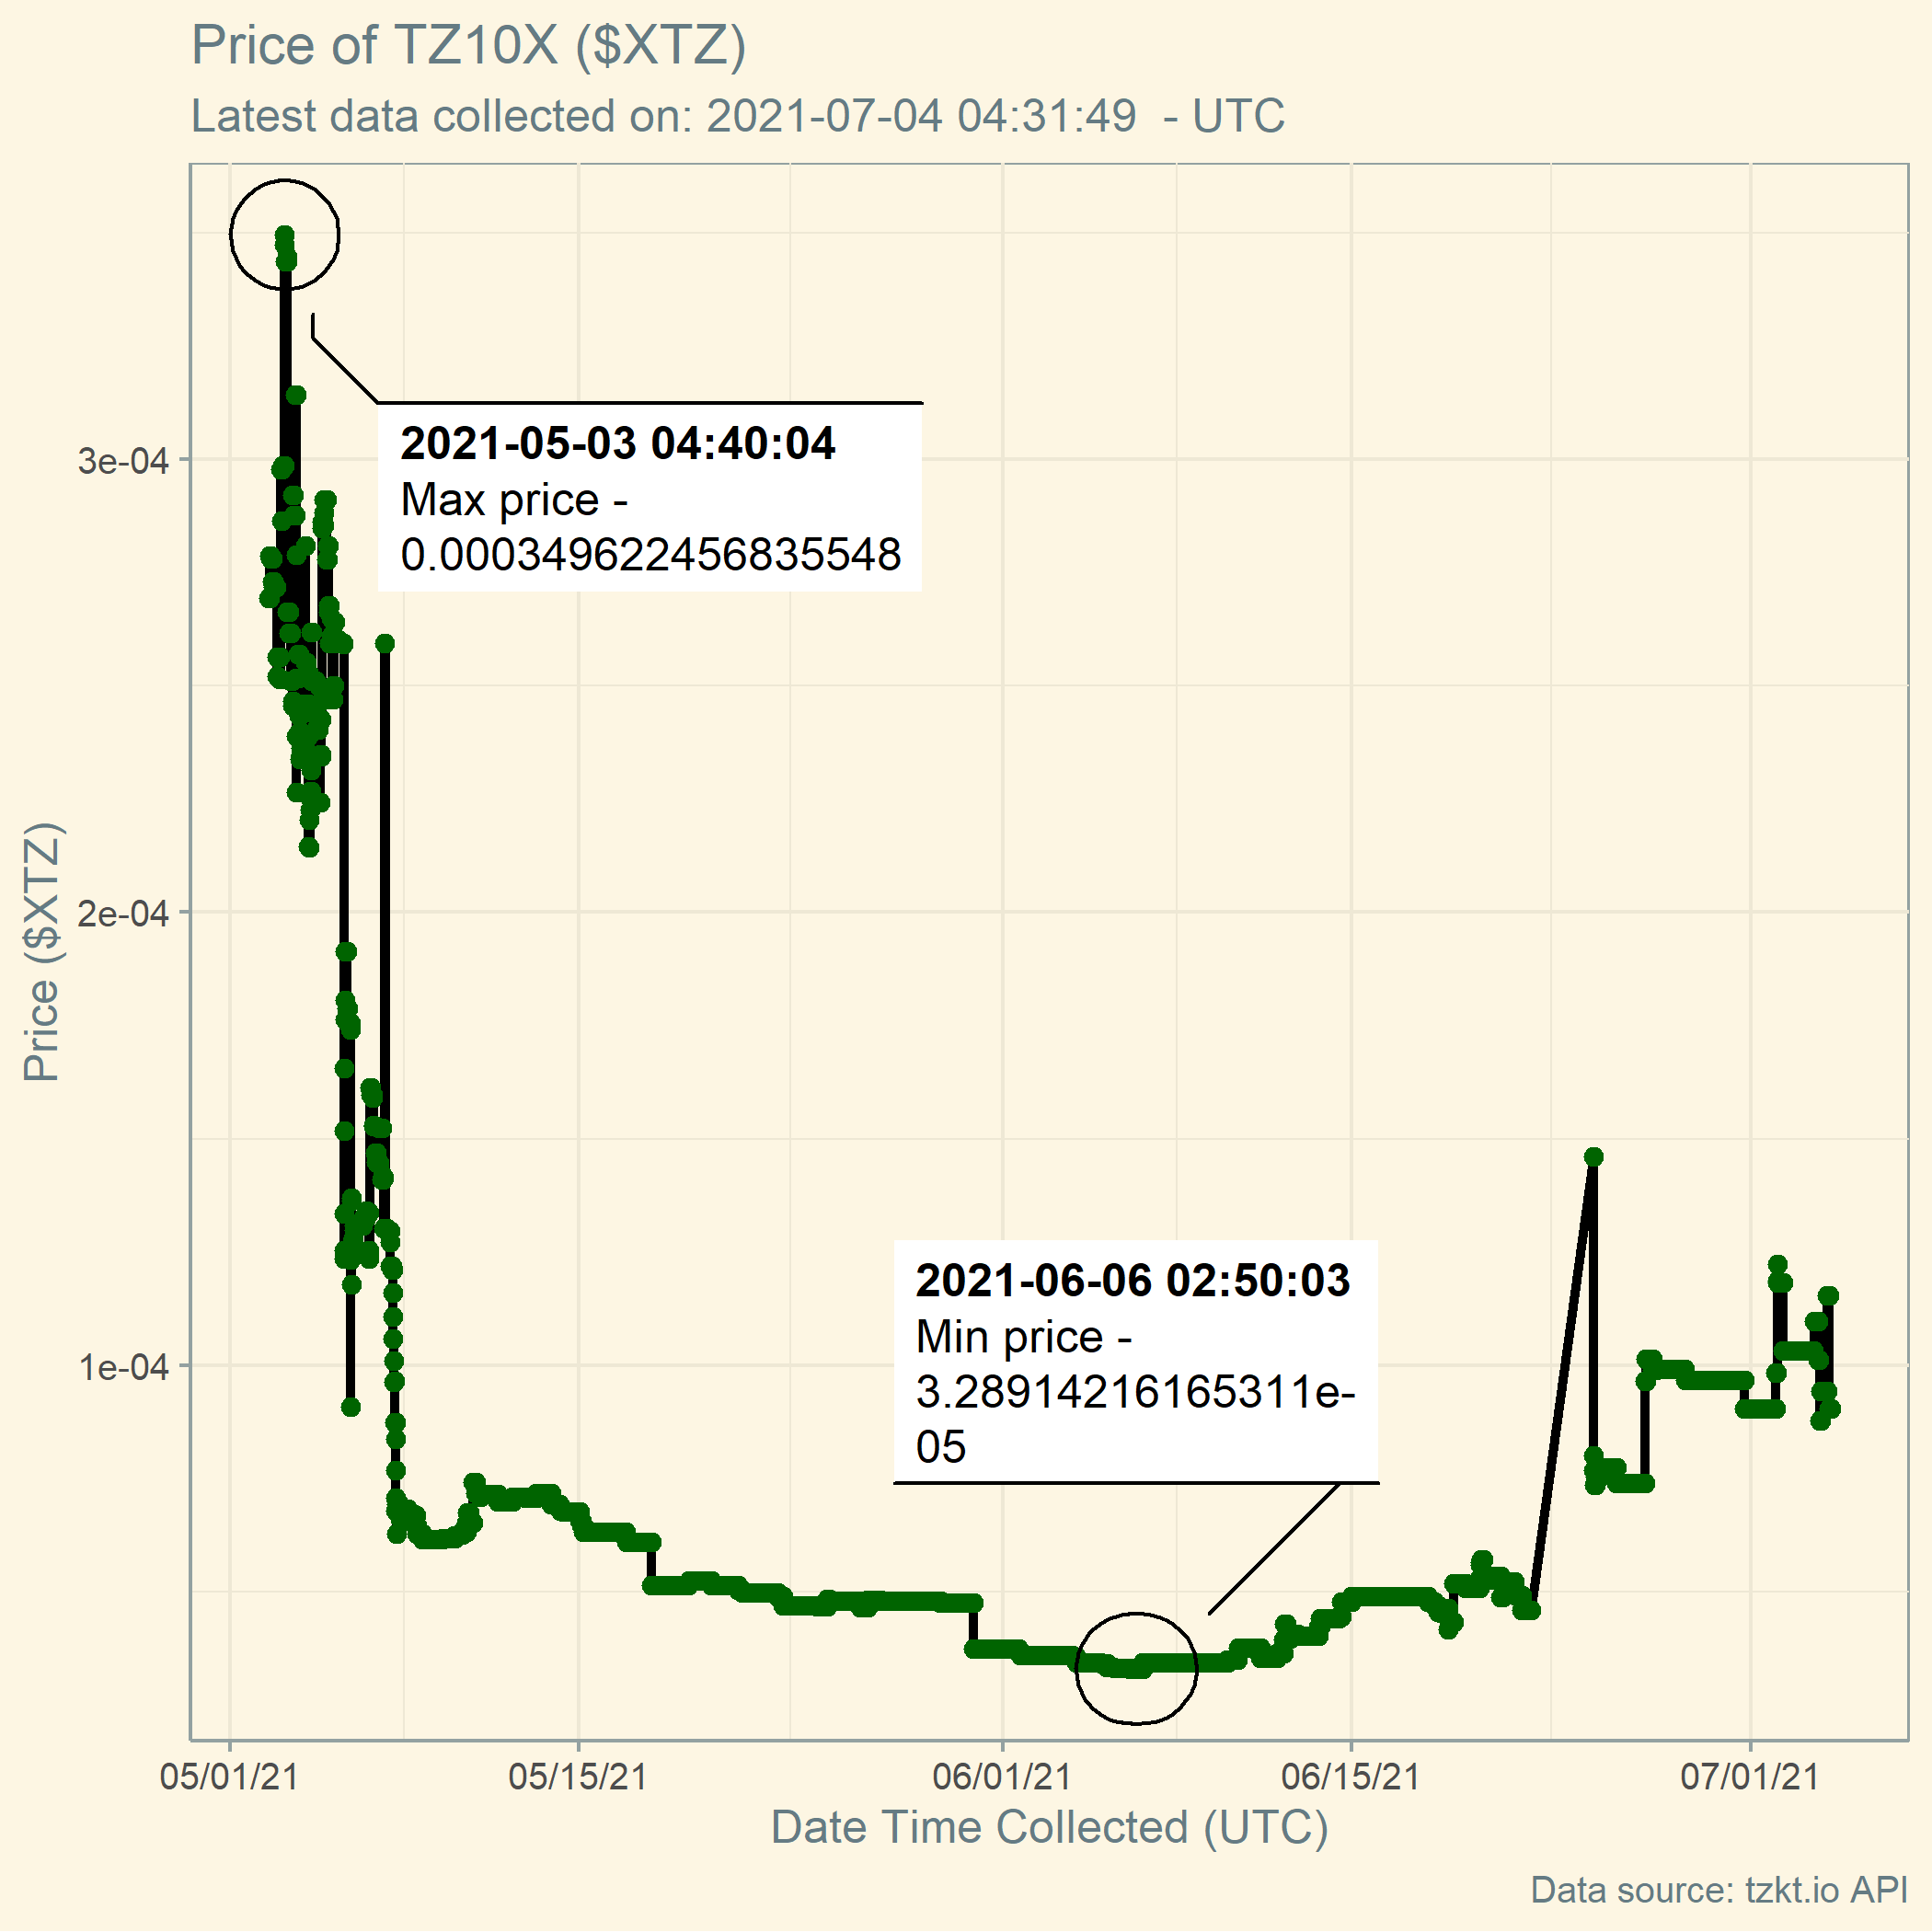 Price of TZ10X ($XTZ)
Latest data collected on: 2021-07-04 04:31:49  - UTC
2021-05-03 04:40:04
Max price -
0.000349622456835548
3e-04
2e-04
1e-04
Price ($XTZ)
2021-06-06 02:50:03
Min price -
3.28914216165311e-
05
05/01/21
05/15/21
06/01/21
06/15/21
07/01/21
Date Time Collected (UTC)
Data source: tzkt.io API